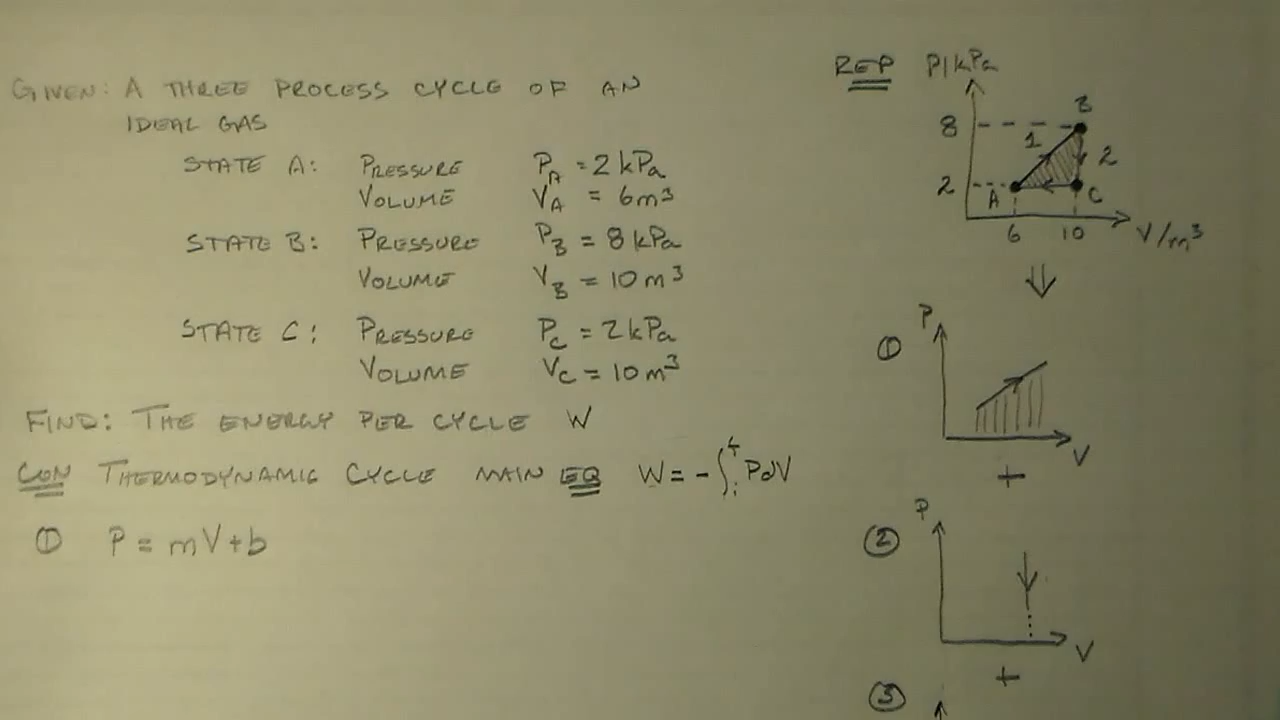 GIVEN: A THREE PROCESS CYCLE OF AN
IDEAL GAS
STATE A: PRESSURE P_A = 2 kPa
VOLUME V_A = 6 m³
STATE B: PRESSURE P_B = 8 kPa
VOLUME V_B = 10 m³
STATE C: PRESSURE P_C = 2 kPa
VOLUME V_C = 10 m³
FIND: THE ENERGY PER CYCLE W
CON THERMODYNAMIC CYCLE MAIN EQ W = -∫_i^f PdV
① P = mV + b
REP P/kPa
B
8
1
2
2
A
C
6 10 V/m³
⇓
P
①
V
+
P
②
V
+
③